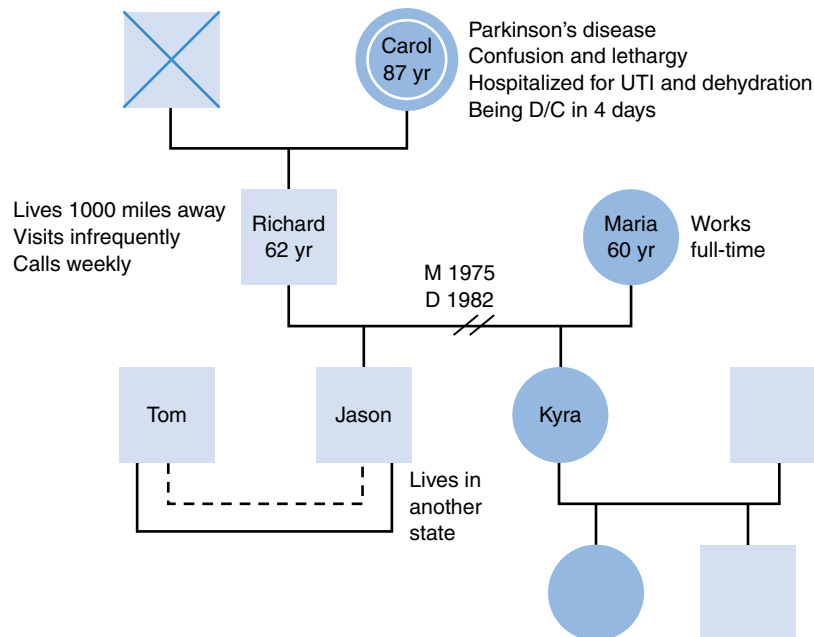 Carol
87 yr
Parkinson’s disease
Confusion and lethargy
Hospitalized for UTI and dehydration
Being D/C in 4 days
Lives 1000 miles away
Visits infrequently
Calls weekly
Richard
62 yr
Maria
60 yr
Works
full-time
M 1975
D 1982
Tom
Jason
Kyra
Lives in
another
state